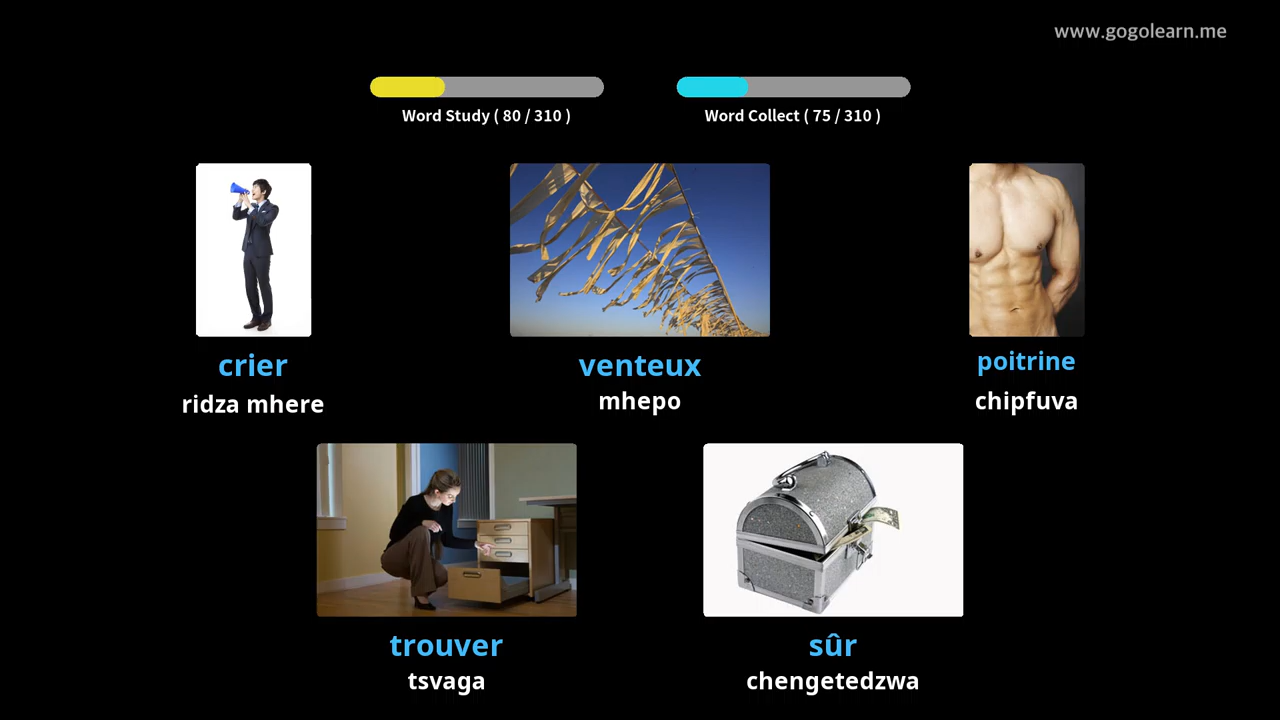 www.gogolearn.me
Word Study ( 80 / 310 )
Word Collect ( 75 / 310 )
crier
ridza mhere
venteux
mhepo
poitrine
chipfuva
trouver
tsvaga
sûr
chengetedzwa